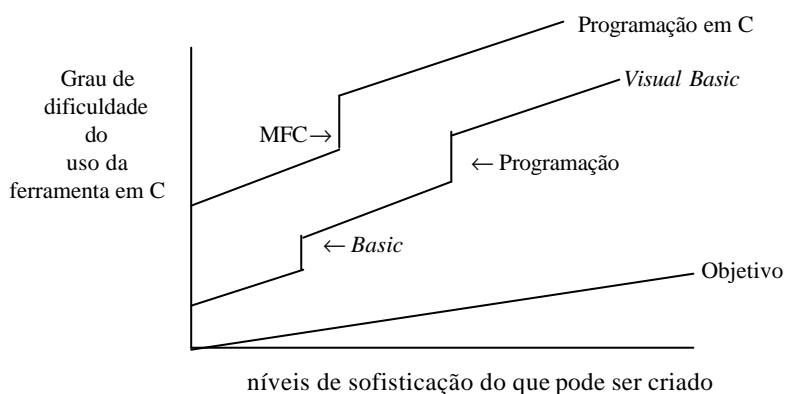 Programação em C
Grau de
dificuldade
do
uso da
ferramenta em C
Visual Basic
MFC→
← Programação
← Basic
Objetivo
níveis de sofisticação do que pode ser criado